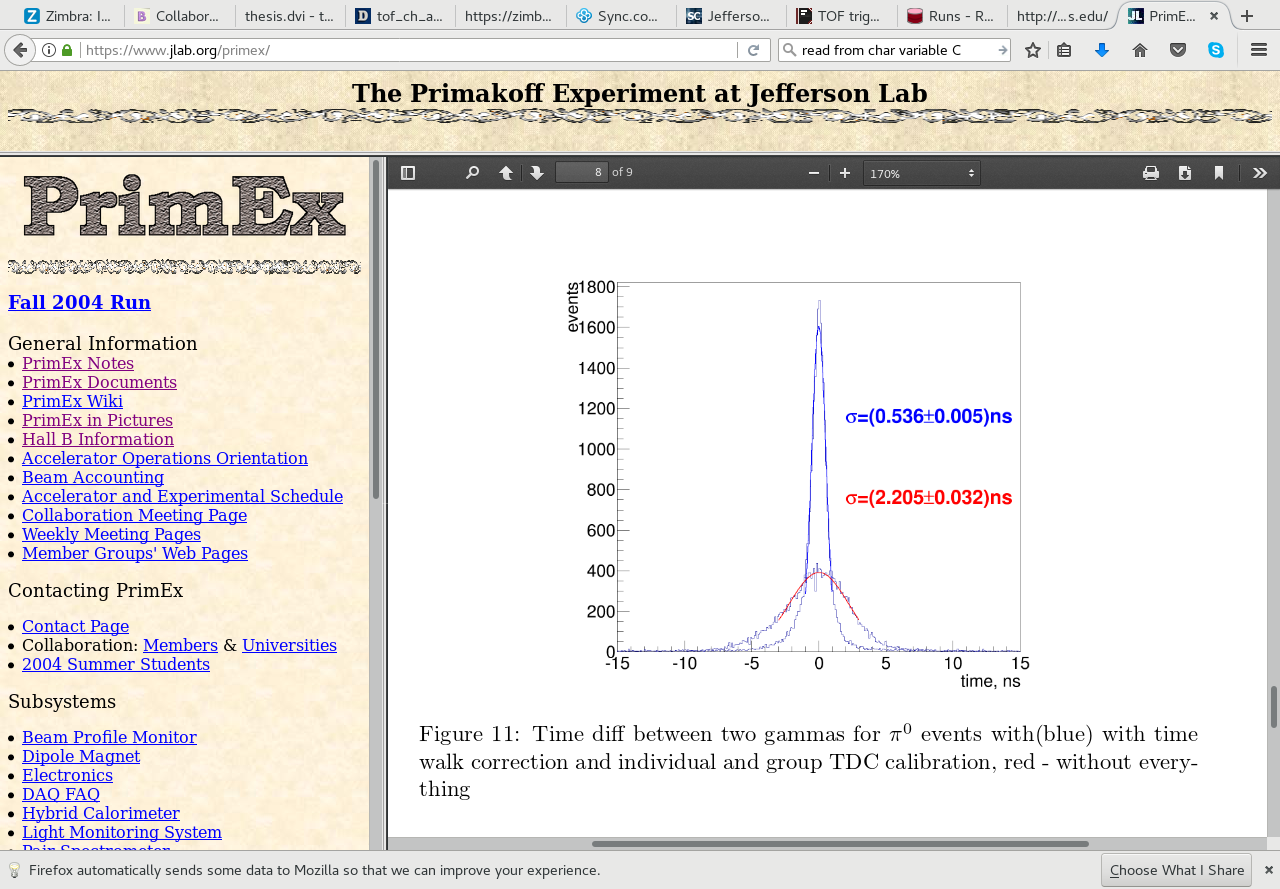 Zimbra: I...
Collabor...
thesis.dvi - t...
tof_ch_a...
https://zimb...
Sync.co...
Jefferso...
TOF trig...
Runs - R...
http://...s.edu/
PrimE...
https://www.jlab.org/primex/
read from char variable C
The Primakoff Experiment at Jefferson Lab
PrimEx
Fall 2004 Run
General Information
PrimEx Notes
PrimEx Documents
PrimEx Wiki
PrimEx in Pictures
Hall B Information
Accelerator Operations Orientation
Beam Accounting
Accelerator and Experimental Schedule
Collaboration Meeting Page
Weekly Meeting Pages
Member Groups' Web Pages
Contacting PrimEx
Contact Page
Collaboration: Members & Universities
2004 Summer Students
Subsystems
Beam Profile Monitor
Dipole Magnet
Electronics
DAQ FAQ
Hybrid Calorimeter
Light Monitoring System
Pair Spectrometer
8 of 9
170%
events
1800
1600
1400
1200
1000
800
600
400
200
0
σ=(0.536±0.005)ns
σ=(2.205±0.032)ns
-15 -10 -5 0 5 10 15
time, ns
Figure 11: Time diff between two gammas for π⁰ events with(blue) with time
walk correction and individual and group TDC calibration, red - without every-
thing
Firefox automatically sends some data to Mozilla so that we can improve your experience.
Choose What I Share